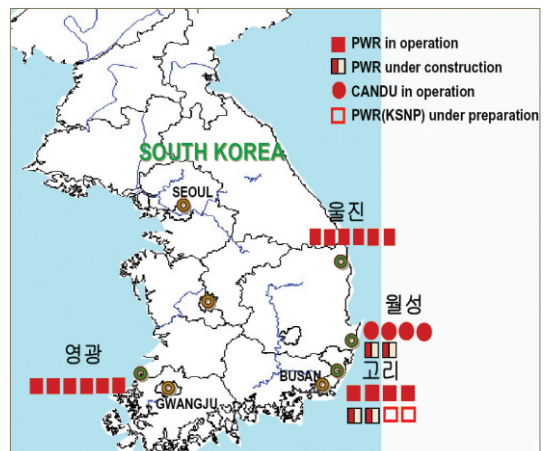 PWR in operation
PWR under construction
CANDU in operation
PWR(KSNP) under preparation
SOUTH KOREA
SEOUL
울진
월성
영광
BUSAN
고리
GWANGJU